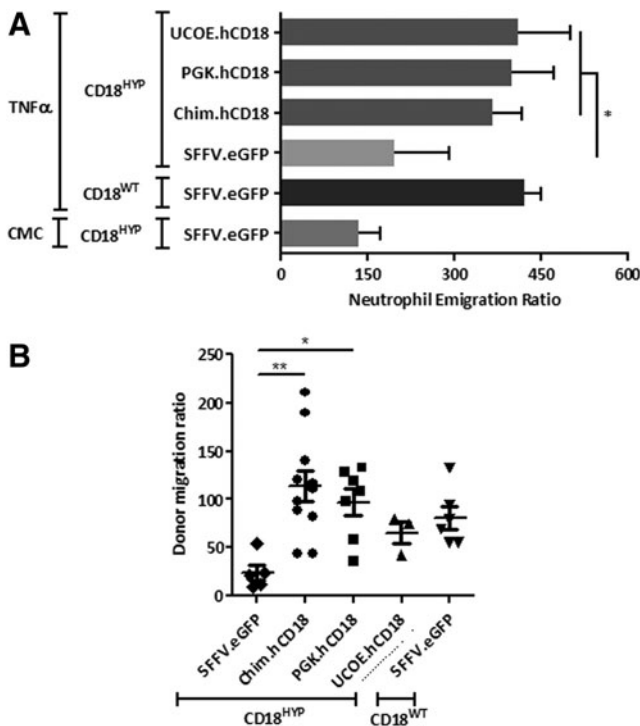 A
TNFα
CD18HYP
UCOE.hCD18
PGK.hCD18
Chim.hCD18
SFFV.eGFP
*
CD18WT
SFFV.eGFP
CMC
CD18HYP
SFFV.eGFP
0 150 300 450 600
Neutrophil Emigration Ratio
B
Donor migration ratio
250
200
150
100
50
0
*
**
SFFV.eGFP
Chim.hCD18
PGK.hCD18
UCOE.hCD18
SFFV.eGFP
CD18HYP
CD18WT